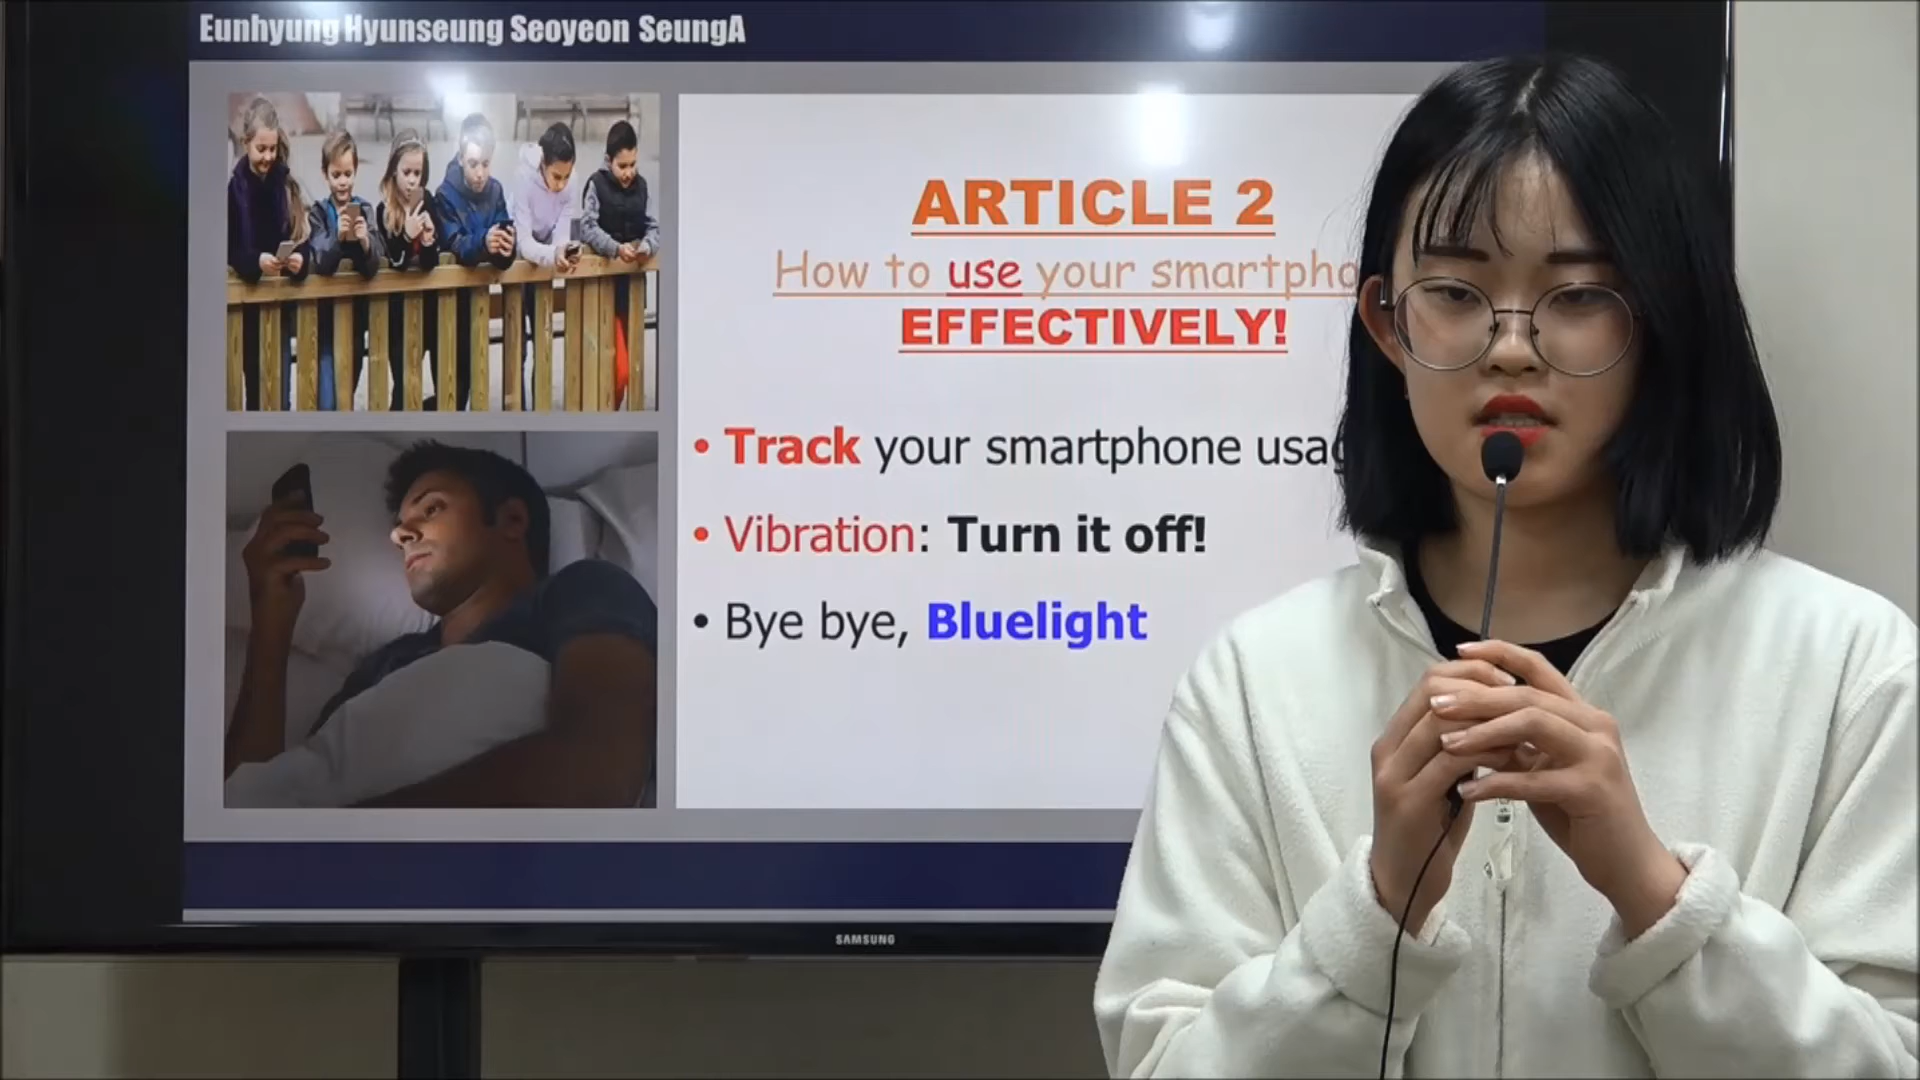 Eunhyung Hyunseung Seoyeon SeungA
ARTICLE 2
How to use your smartpho
EFFECTIVELY!
• Track your smartphone usag
• Vibration: Turn it off!
• Bye bye, Bluelight
SAMSUNG